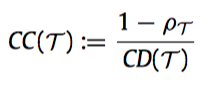 CC(𝒯) := (1 − ρ_𝒯) / CD(𝒯)